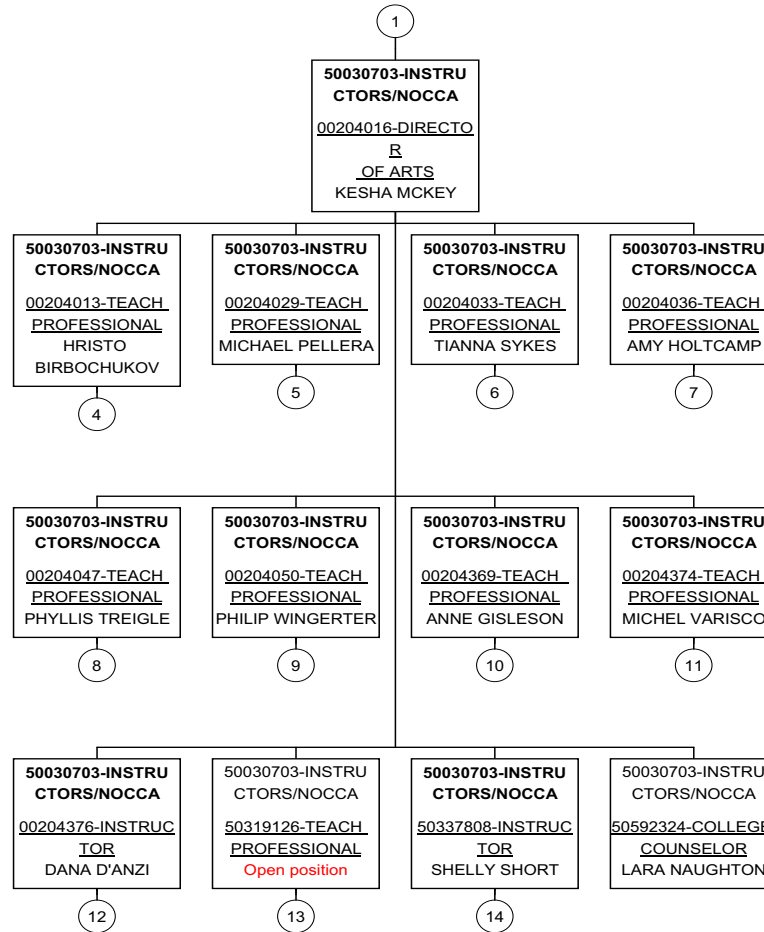 1
50030703-INSTRU
CTORS/NOCCA
00204016-DIRECTO
R
OF ARTS
KESHA MCKEY
50030703-INSTRU
CTORS/NOCCA
00204013-TEACH
PROFESSIONAL
HRISTO
BIRBOCHUKOV
4
50030703-INSTRU
CTORS/NOCCA
00204029-TEACH
PROFESSIONAL
MICHAEL PELLERA
5
50030703-INSTRU
CTORS/NOCCA
00204033-TEACH
PROFESSIONAL
TIANNA SYKES
6
50030703-INSTRU
CTORS/NOCCA
00204036-TEACH
PROFESSIONAL
AMY HOLTCAMP
7
50030703-INSTRU
CTORS/NOCCA
00204047-TEACH
PROFESSIONAL
PHYLLIS TREIGLE
8
50030703-INSTRU
CTORS/NOCCA
00204050-TEACH
PROFESSIONAL
PHILIP WINGERTER
9
50030703-INSTRU
CTORS/NOCCA
00204369-TEACH
PROFESSIONAL
ANNE GISLESON
10
50030703-INSTRU
CTORS/NOCCA
00204374-TEACH
PROFESSIONAL
MICHEL VARISCO
11
50030703-INSTRU
CTORS/NOCCA
00204376-INSTRUC
TOR
DANA D'ANZI
12
50030703-INSTRU
CTORS/NOCCA
50319126-TEACH
PROFESSIONAL
Open position
13
50030703-INSTRU
CTORS/NOCCA
50337808-INSTRUC
TOR
SHELLY SHORT
14
50030703-INSTRU
CTORS/NOCCA
50592324-COLLEGE
COUNSELOR
LARA NAUGHTON